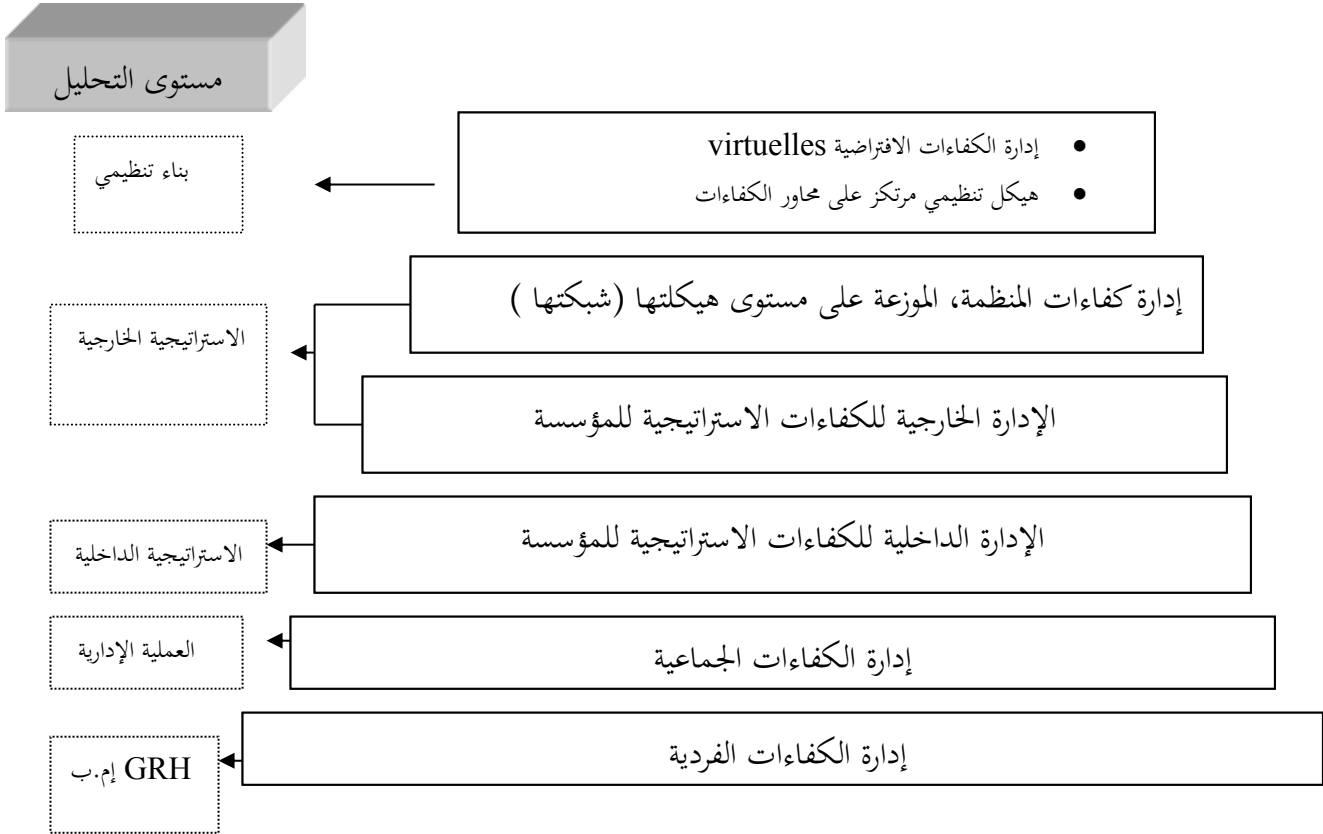 مستوى التحليل
● إدارة الكفاءات الافتراضية virtuelles
● هيكل تنظيمي مرتكز على محاور الكفاءات
بناء تنظيمي
إدارة كفاءات المنظمة، الموزعة على مستوى هيكلتها (شبكتها )
الاستراتيجية الخارجية
الإدارة الخارجية للكفاءات الاستراتيجية للمؤسسة
الإدارة الداخلية للكفاءات الاستراتيجية للمؤسسة
الاستراتيجية الداخلية
إدارة الكفاءات الجماعية
العملية الإدارية
إدارة الكفاءات الفردية
GRH إم.ب